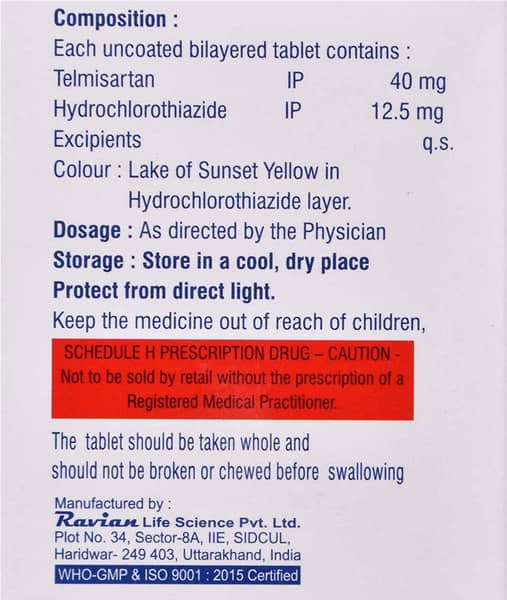 Composition :
Each uncoated bilayered tablet contains :
Telmisartan IP 40 mg
Hydrochlorothiazide IP 12.5 mg
Excipients q.s.
Colour : Lake of Sunset Yellow in
Hydrochlorothiazide layer.
Dosage : As directed by the Physician
Storage : Store in a cool, dry place
Protect from direct light.
Keep the medicine out of reach of children,
SCHEDULE H PRESCRIPTION DRUG – CAUTION -
Not to be sold by retail without the prescription of a
Registered Medical Practitioner.
The tablet should be taken whole and
should not be broken or chewed before swallowing
Manufactured by :
Ravian Life Science Pvt. Ltd.
Plot No. 34, Sector-8A, IIE, SIDCUL,
Haridwar- 249 403, Uttarakhand, India
WHO-GMP & ISO 9001 : 2015 Certified